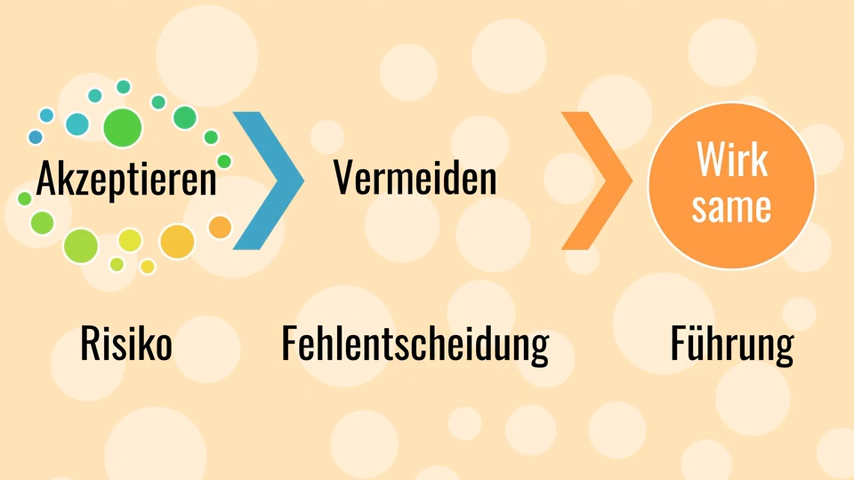 Akzeptieren
Vermeiden
Wirk
same
Risiko
Fehlentscheidung
Führung